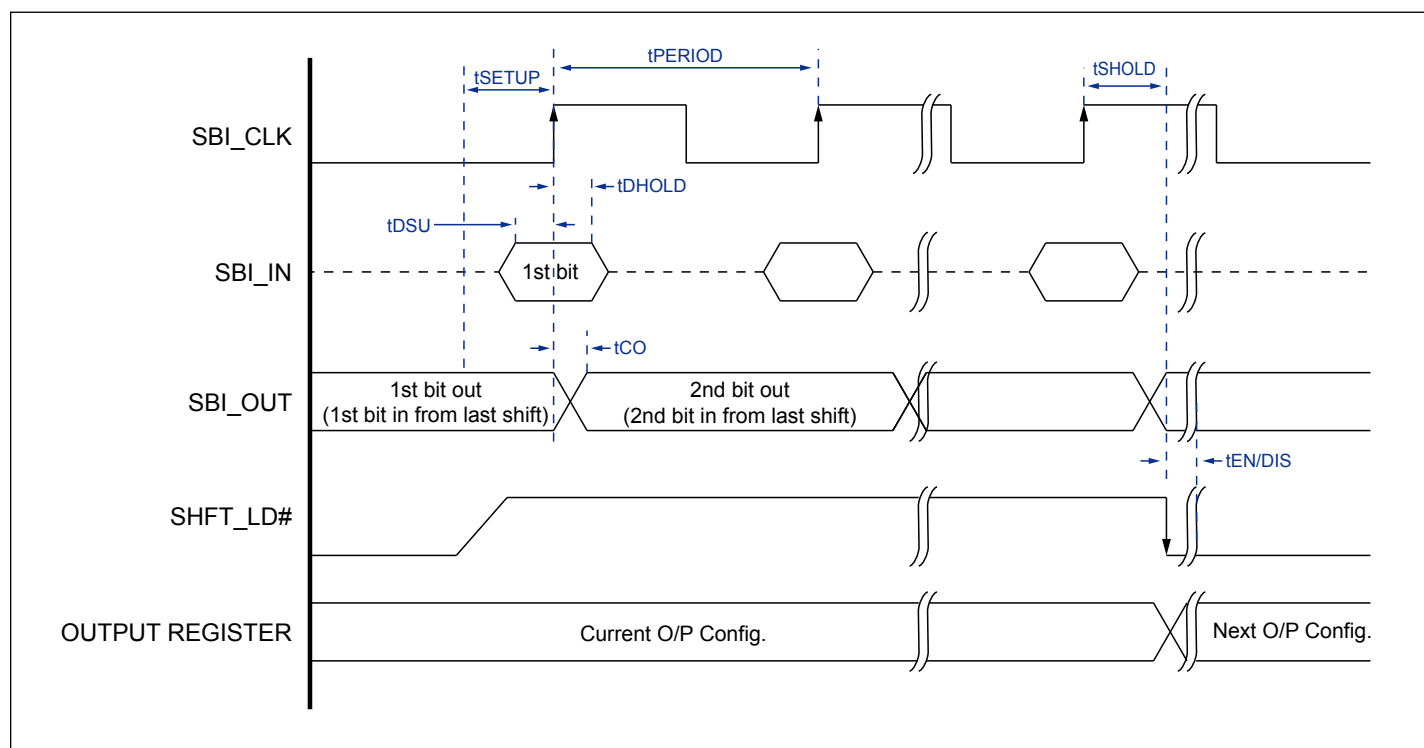 tPERIOD
tSETUP
tSHOLD
SBI_CLK
tDHOLD
tDSU
SBI_IN
1st bit
tCO
SBI_OUT
1st bit out
(1st bit in from last shift)
2nd bit out
(2nd bit in from last shift)
tEN/DIS
SHFT_LD#
OUTPUT REGISTER
Current O/P Config.
Next O/P Config.